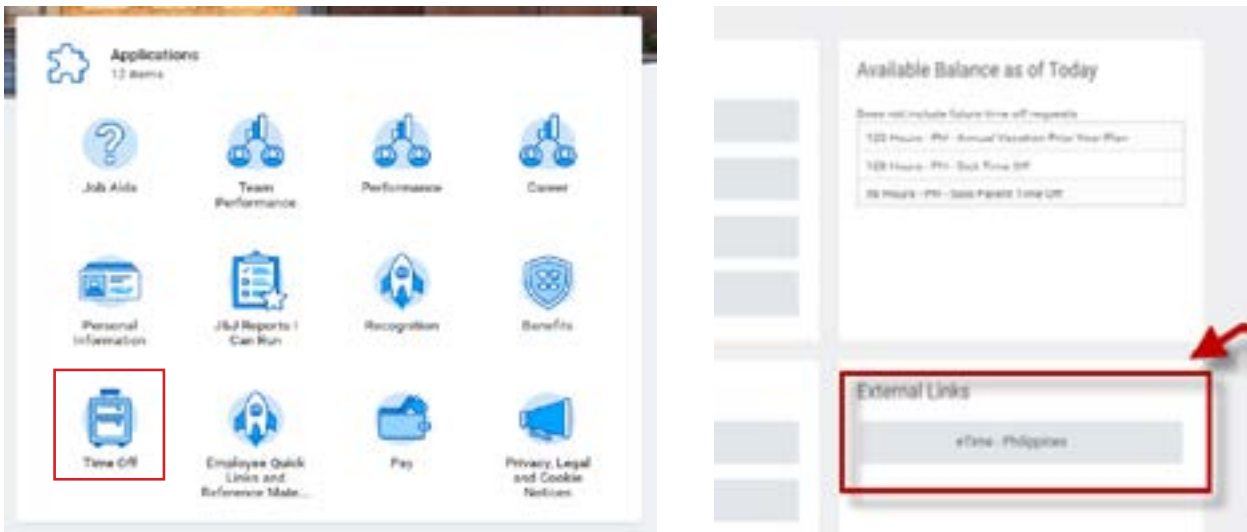 Applications
12 items
Job Aids
Team
Performance
Performance
Career
Personal
Information
J&J Reports I
Can Run
Recognition
Benefits
Time Off
Employee Quick
Links and
Reference Mate...
Pay
Privacy, Legal
and Cookie
Notices
Available Balance as of Today
Does not include future time off requests
Hours - PH - Annual Vacation Prior Year Plan
Hours - PH - Sick Time Off
Hours - PH - Solo Parent Time Off
External Links
eTime - Philippines